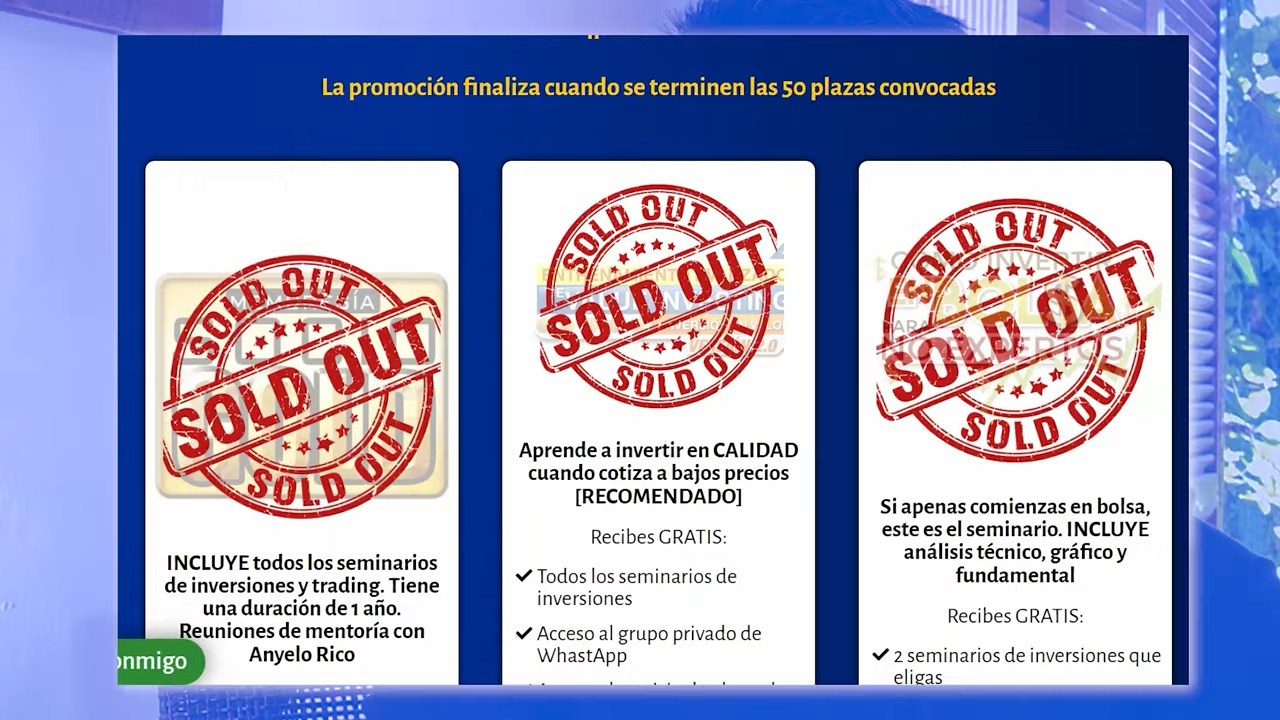 La promoción finaliza cuando se terminen las 50 plazas convocadas
SOLD OUT
SOLD OUT
SOLD OUT
INCLUYE todos los seminarios
de inversiones y trading. Tiene
una duración de 1 año.
Reuniones de mentoría con
Anyelo Rico
SOLD OUT
SOLD OUT
SOLD OUT
Aprende a invertir en CALIDAD
cuando cotiza a bajos precios
[RECOMENDADO]
Recibes GRATIS:
Todos los seminarios de
inversiones
Acceso al grupo privado de
WhastApp
SOLD OUT
SOLD OUT
SOLD OUT
NO EXPERTOS
Si apenas comienzas en bolsa,
este es el seminario. INCLUYE
análisis técnico, gráfico y
fundamental
Recibes GRATIS:
2 seminarios de inversiones que
eligas
onmigo